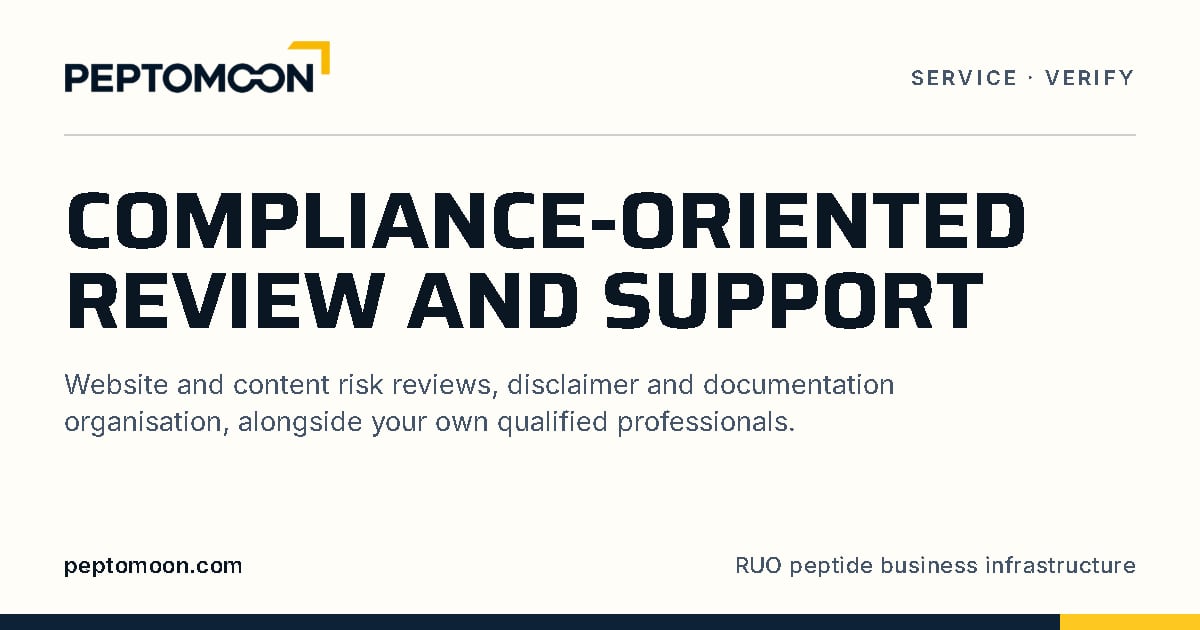 PEPTOMOON
SERVICE · VERIFY
COMPLIANCE-ORIENTED
REVIEW AND SUPPORT
Website and content risk reviews, disclaimer and documentation
organisation, alongside your own qualified professionals.
peptomoon.com
RUO peptide business infrastructure